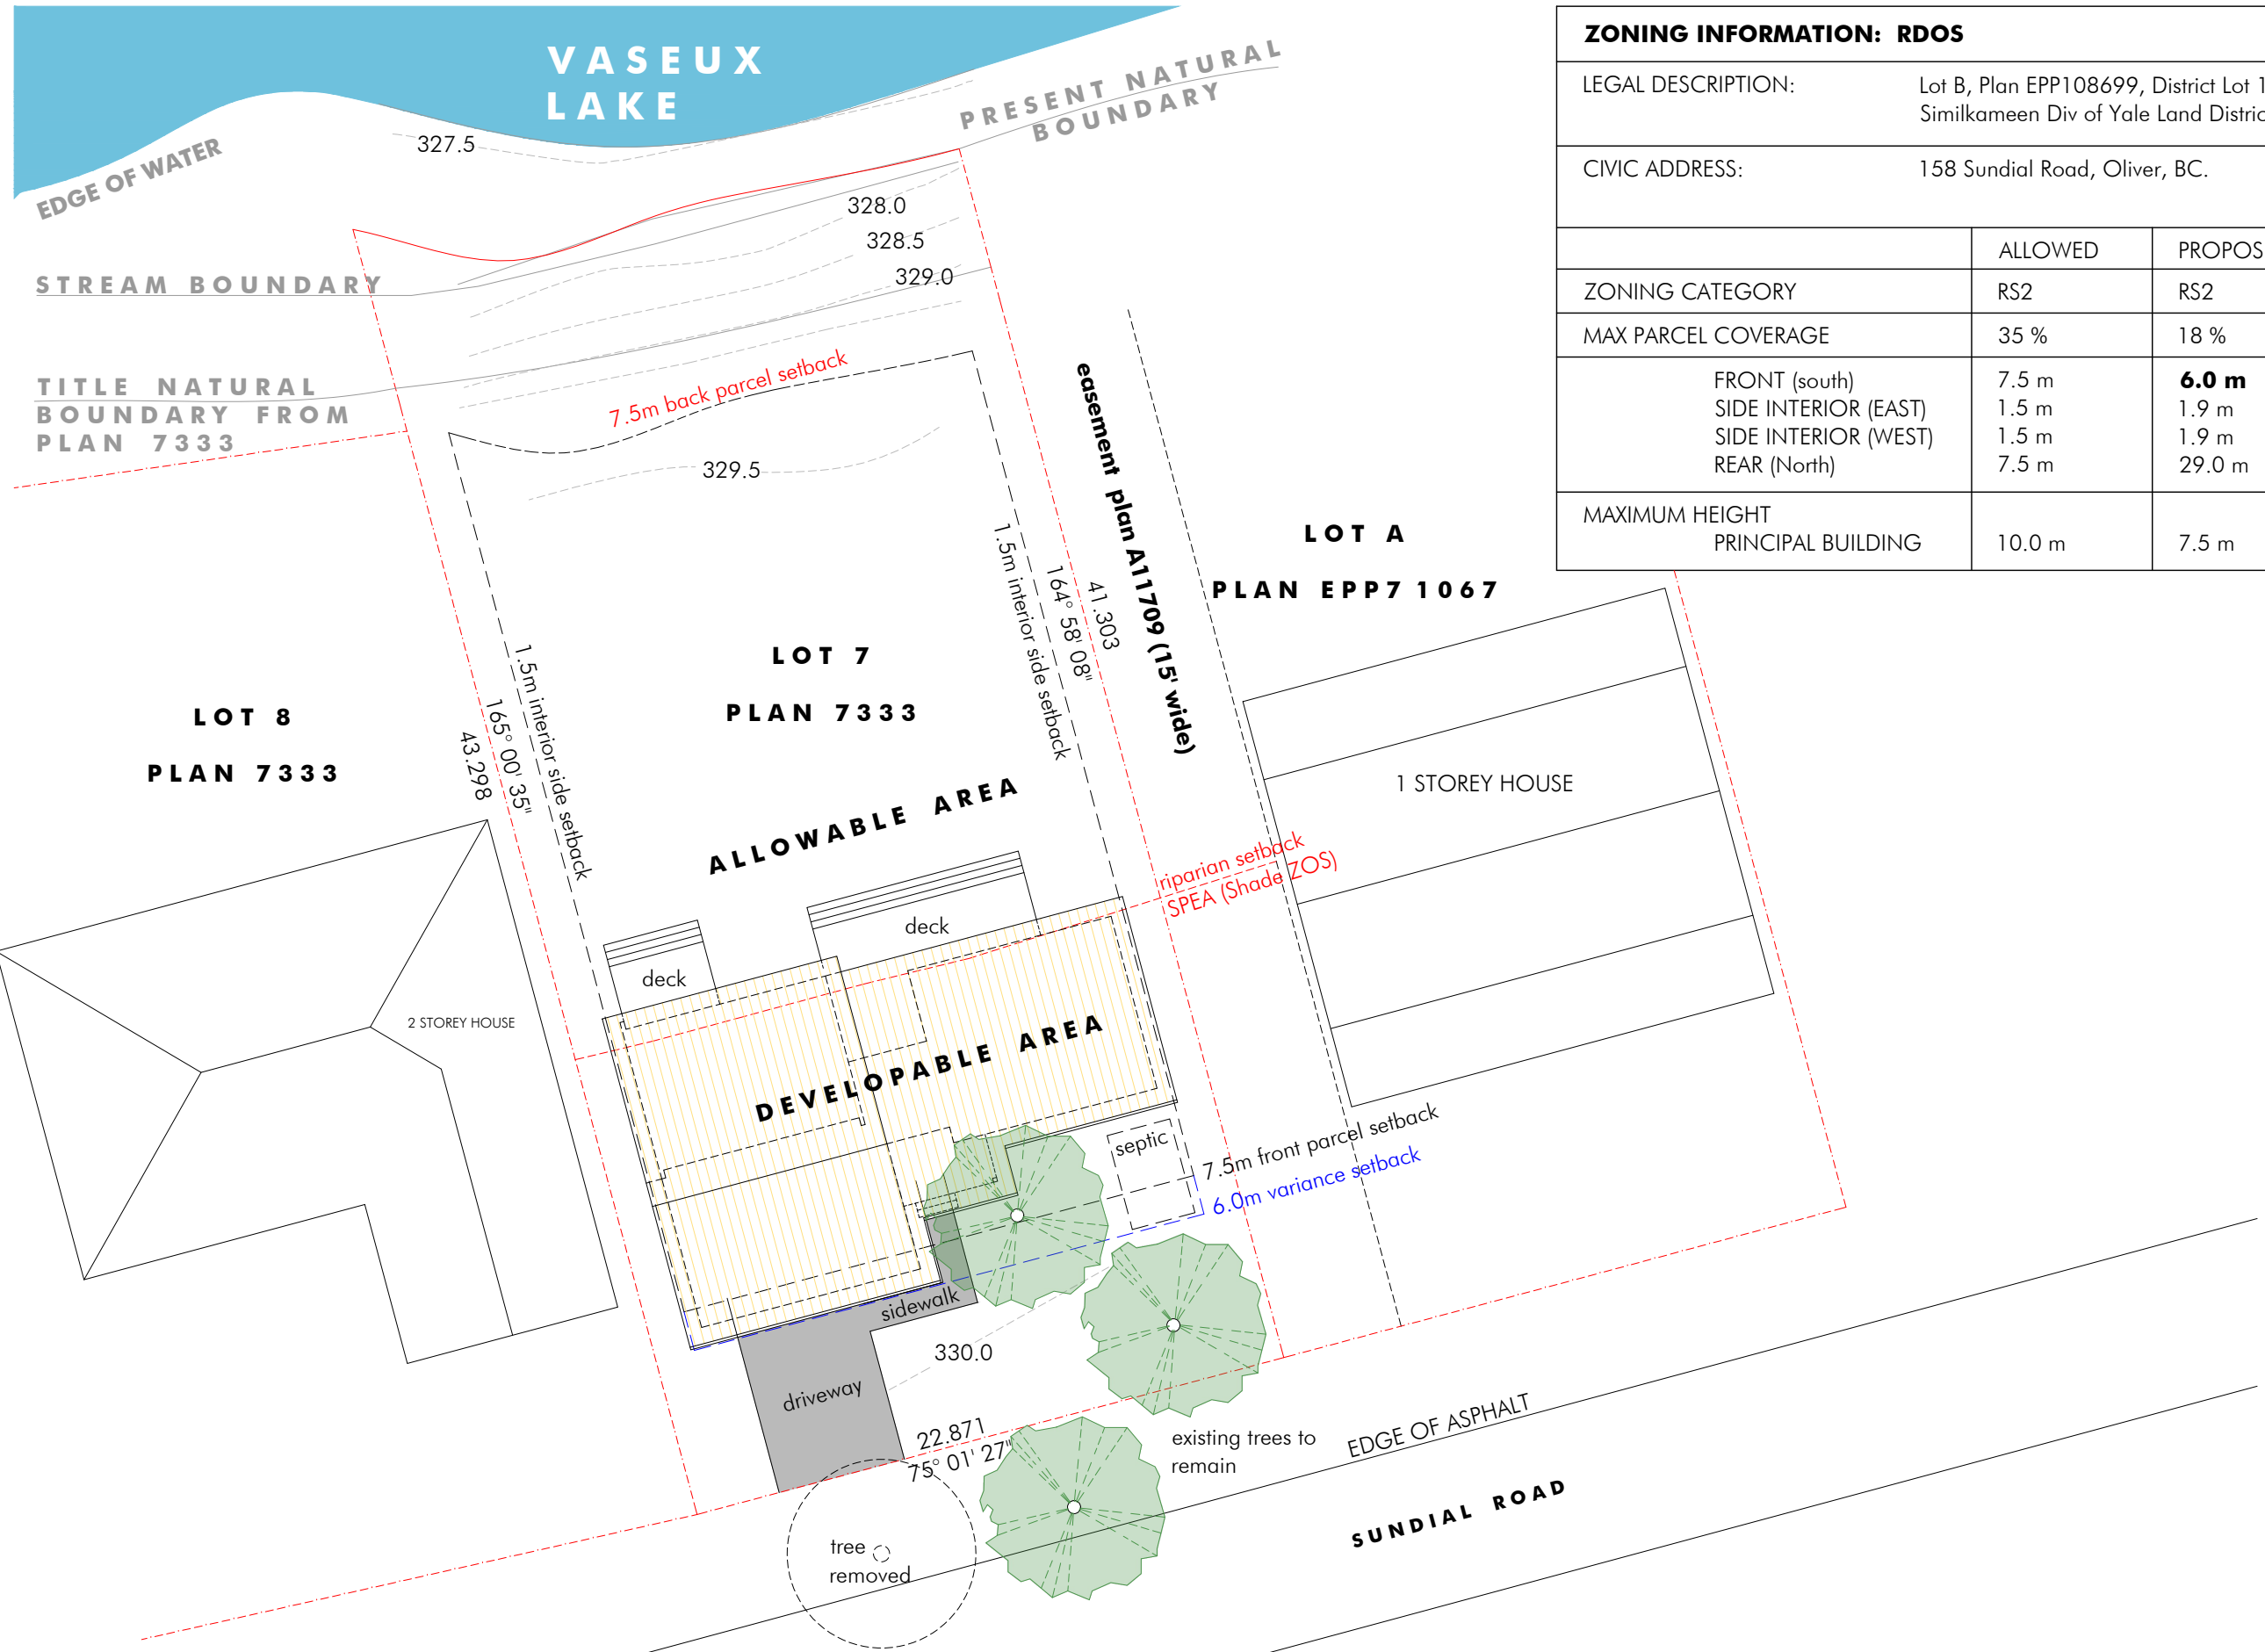 VASEUX
LAKE
PRESENT NATURAL
BOUNDARY
EDGE OF WATER
327.5
328.0
328.5
329.0
STREAM BOUNDARY
TITLE NATURAL
BOUNDARY FROM
PLAN 7333
7.5m back parcel setback
329.5
easement plan A11709 (15' wide)
1.5m interior side setback
164° 58' 08"
41.303
LOT A
PLAN EPP71067
LOT 7
PLAN 7333
LOT 8
PLAN 7333
1.5m interior side setback
165° 00' 35"
43.298
1 STOREY HOUSE
ALLOWABLE AREA
riparian setback
SPEA (Shade ZOS)
deck
deck
2 STOREY HOUSE
DEVELOPABLE AREA
septic
7.5m front parcel setback
6.0m variance setback
sidewalk
330.0
driveway
22.871
75° 01' 27"
existing trees to
remain
EDGE OF ASPHALT
SUNDIAL ROAD
tree
removed
ZONING INFORMATION: RDOS
LEGAL DESCRIPTION: Lot B, Plan EPP108699, District Lot 1
Similkameen Div of Yale Land Distric
CIVIC ADDRESS: 158 Sundial Road, Oliver, BC.
ALLOWED PROPOS
ZONING CATEGORY RS2 RS2
MAX PARCEL COVERAGE 35 % 18 %
FRONT (south) 7.5 m 6.0 m
SIDE INTERIOR (EAST) 1.5 m 1.9 m
SIDE INTERIOR (WEST) 1.5 m 1.9 m
REAR (North) 7.5 m 29.0 m
MAXIMUM HEIGHT
PRINCIPAL BUILDING 10.0 m 7.5 m